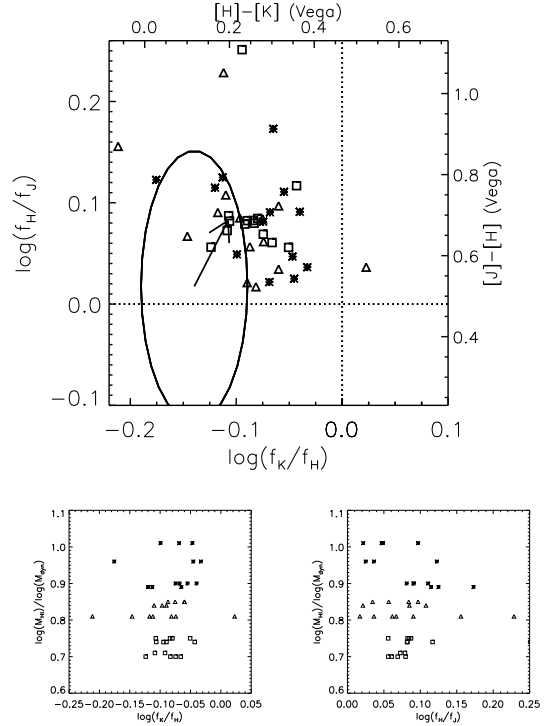 [H]−[K] (Vega)
0.0 0.2 0.4 0.6
0.2
0.1
0.0
−0.1
log(f_H/f_J)
1.0
0.8
0.6
0.4
[J]−[H] (Vega)
−0.2 −0.1 0.0 0.1
log(f_K/f_H)
1.1
1.0
0.9
0.8
0.7
0.6
log(M_HI)/log(M_dyn)
−0.25 −0.20 −0.15 −0.10 −0.05 0.00 0.05
log(f_K/f_H)
1.1
1.0
0.9
0.8
0.7
0.6
log(M_HI)/log(M_dyn)
0.00 0.05 0.10 0.15 0.20 0.25
log(f_H/f_J)